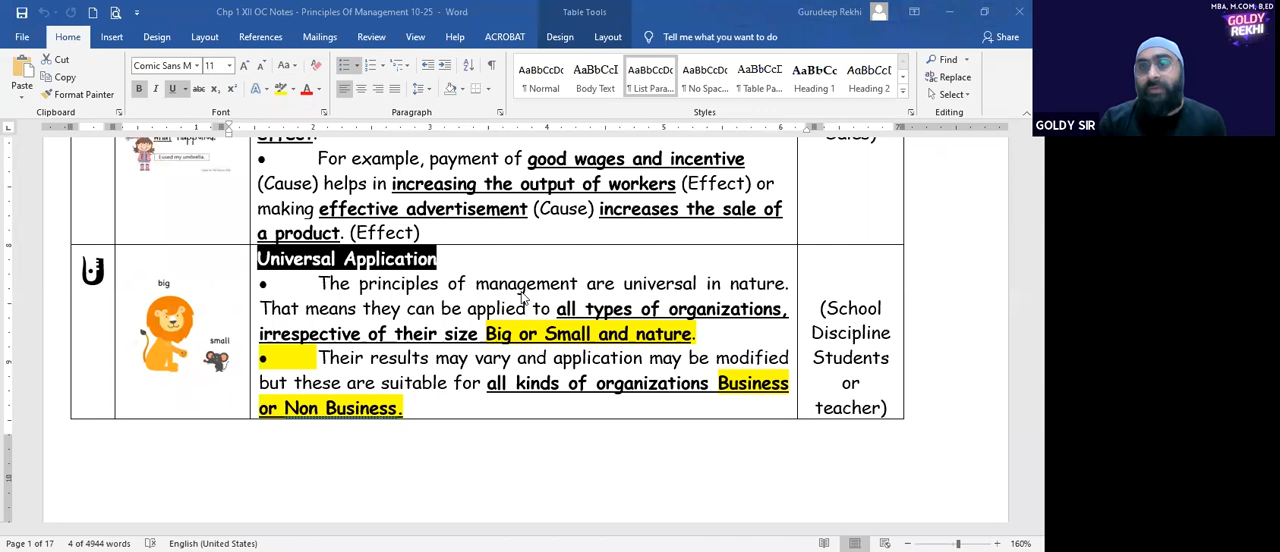 Chp 1 XII OC Notes - Principles Of Management 10-25 - Word
Table Tools
Gurudeep Rekhi
File Home Insert Design Layout References Mailings Review View Help ACROBAT Design Layout Tell me what you want to do Share
Cut
Copy
Format Painter
Paste
Comic Sans M 11
AaBbCcDc AaBbCcI AaBbCcDc AaBbCcDc AaBbCcI AaBbCc AaBbCcL
¶ Normal Body Text ¶ List Para... ¶ No Spac... ¶ Table Pa... Heading 1 Heading 2
Find
Replace
Select
Clipboard Font Paragraph Styles Editing
MBA, M.COM, B,ED
GOLDY
REKHI
GOLDY SIR
I used my umbrella.
effect.
Sales)
• For example, payment of good wages and incentive
(Cause) helps in increasing the output of workers (Effect) or
making effective advertisement (Cause) increases the sale of
a product. (Effect)
U
big
small
Universal Application
• The principles of management are universal in nature.
That means they can be applied to all types of organizations,
irrespective of their size Big or Small and nature.
• Their results may vary and application may be modified
but these are suitable for all kinds of organizations Business
or Non Business.
(School
Discipline
Students
or
teacher)
Page 1 of 17 4 of 4944 words English (United States) 160%